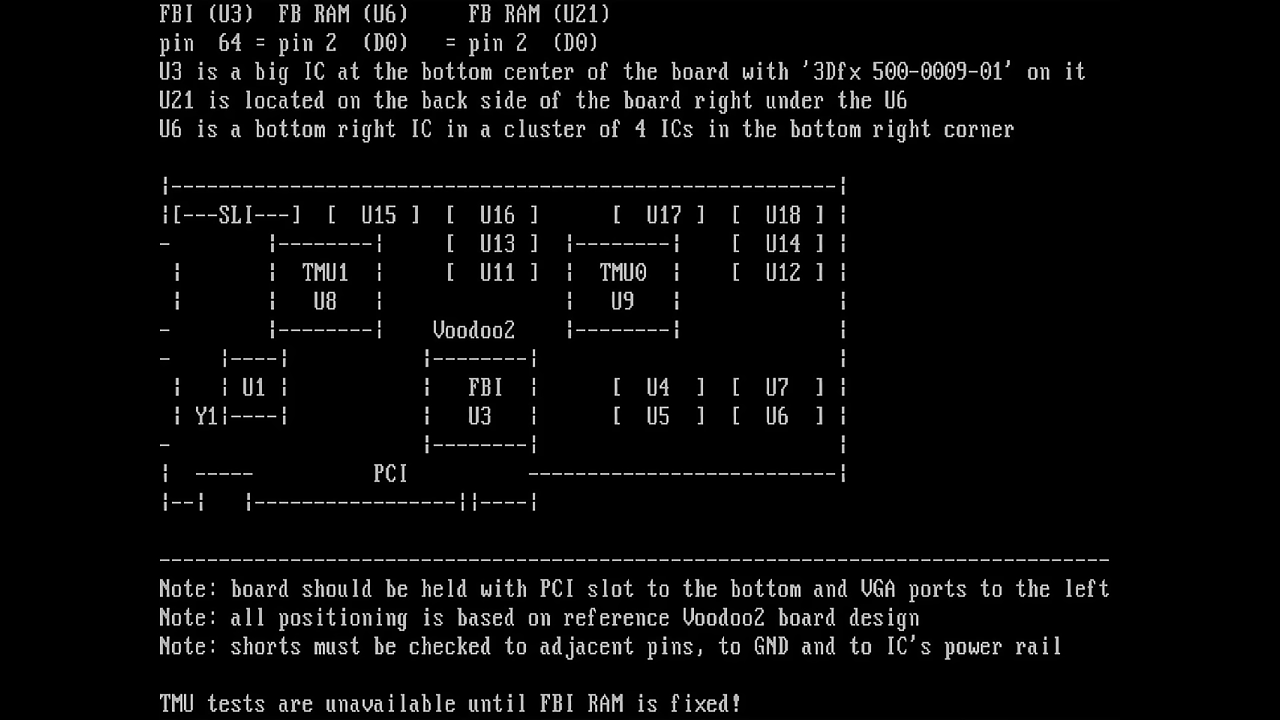 FBI (U3)  FB RAM (U6)     FB RAM (U21)
pin  64 = pin 2  (D0)   = pin 2  (D0)
U3 is a big IC at the bottom center of the board with '3Dfx 500-0009-01' on it
U21 is located on the back side of the board right under the U6
U6 is a bottom right IC in a cluster of 4 ICs in the bottom right corner
¦--------------------------------------------------------¦
¦[---SLI---]  [  U15 ]  [  U16 ]      [  U17 ]  [  U18 ] ¦
-        ¦--------¦     [  U13 ]  ¦--------¦    [  U14 ] ¦
 ¦       ¦  TMU1  ¦     [  U11 ]  ¦  TMU0  ¦    [  U12 ] ¦
 ¦       ¦   U8   ¦               ¦   U9   ¦             ¦
-        ¦--------¦    Voodoo2    ¦--------¦             ¦
-    ¦----¦            ¦--------¦                         ¦
 ¦   ¦ U1 ¦            ¦   FBI  ¦      [  U4  ]  [  U7  ] ¦
 ¦ Y1¦----¦            ¦   U3   ¦      [  U5  ]  [  U6  ] ¦
-                      ¦--------¦                         ¦
¦  -----          PCI          --------------------------¦
¦--¦   ¦-----------------¦¦----¦
--------------------------------------------------------------------------------
Note: board should be held with PCI slot to the bottom and VGA ports to the left
Note: all positioning is based on reference Voodoo2 board design
Note: shorts must be checked to adjacent pins, to GND and to IC's power rail
TMU tests are unavailable until FBI RAM is fixed!